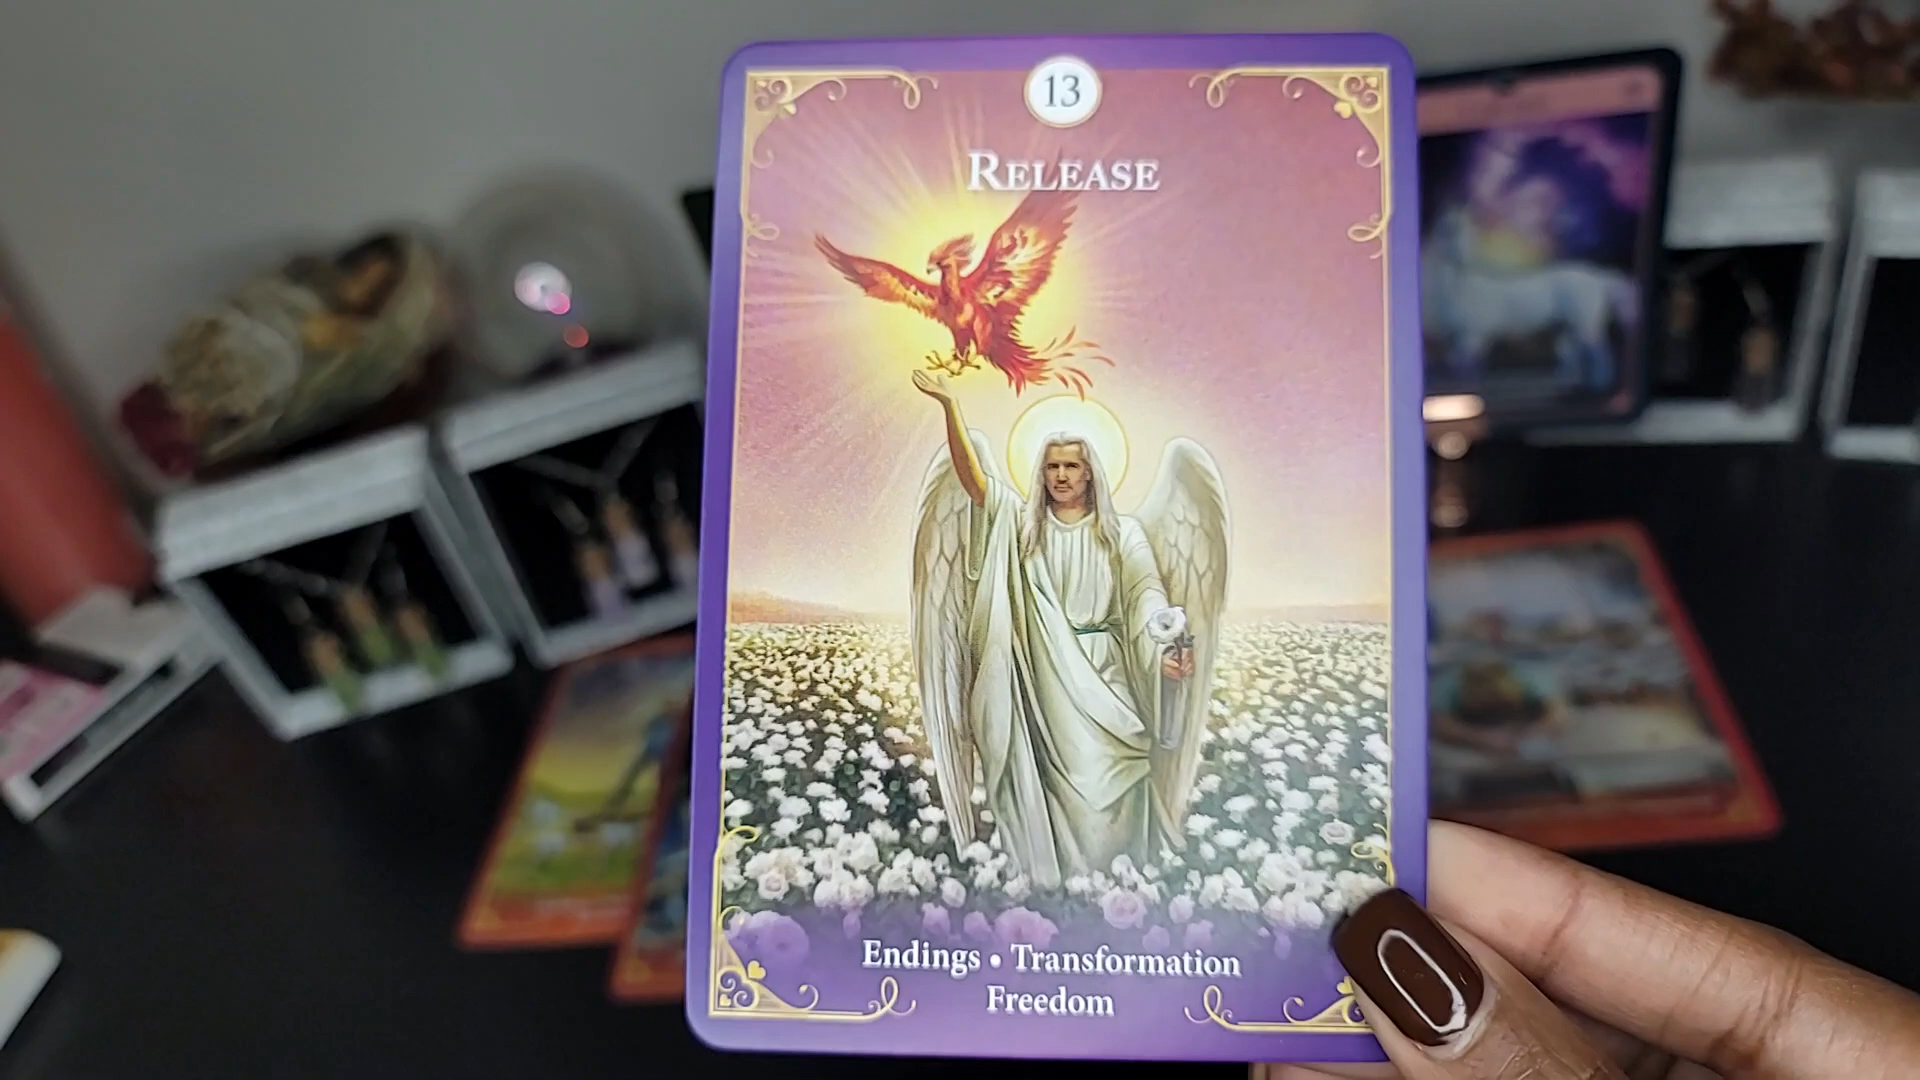 13
RELEASE
Endings • Transformation
Freedom